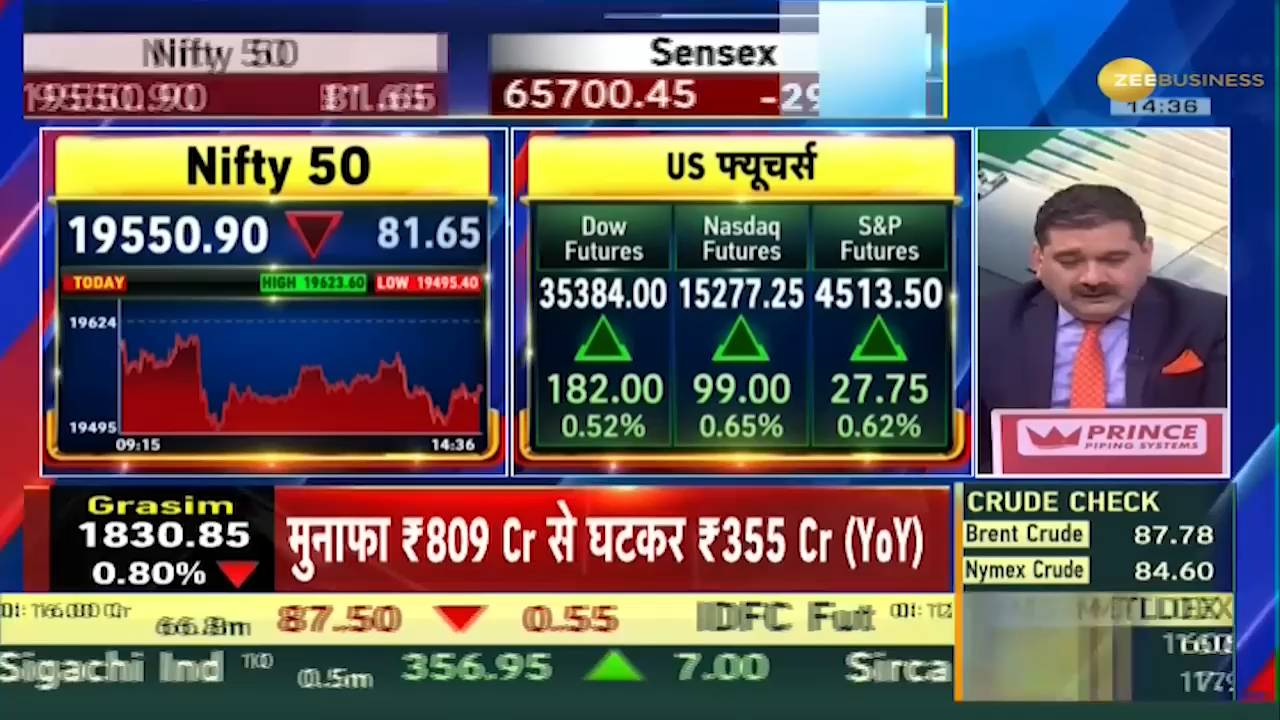 Nifty 50
19550.90 81.65
Sensex
65700.45
ZEE BUSINESS
14:36
Nifty 50
19550.90 81.65
TODAY HIGH 19623.60 LOW 19495.40
19624
19495
09:15 14:36
US फ्यूचर्स
Dow Futures Nasdaq Futures S&P Futures
35384.00 15277.25 4513.50
182.00 99.00 27.75
0.52% 0.65% 0.62%
PRINCE
PIPING SYSTEMS
Grasim
1830.85
0.80%
मुनाफा ₹809 Cr से घटकर ₹355 Cr (YoY)
CRUDE CHECK
Brent Crude 87.78
Nymex Crude 84.60
87.50 0.55 IDFC Fut
Sigachi Ind 0.5m 356.95 7.00 Sirca